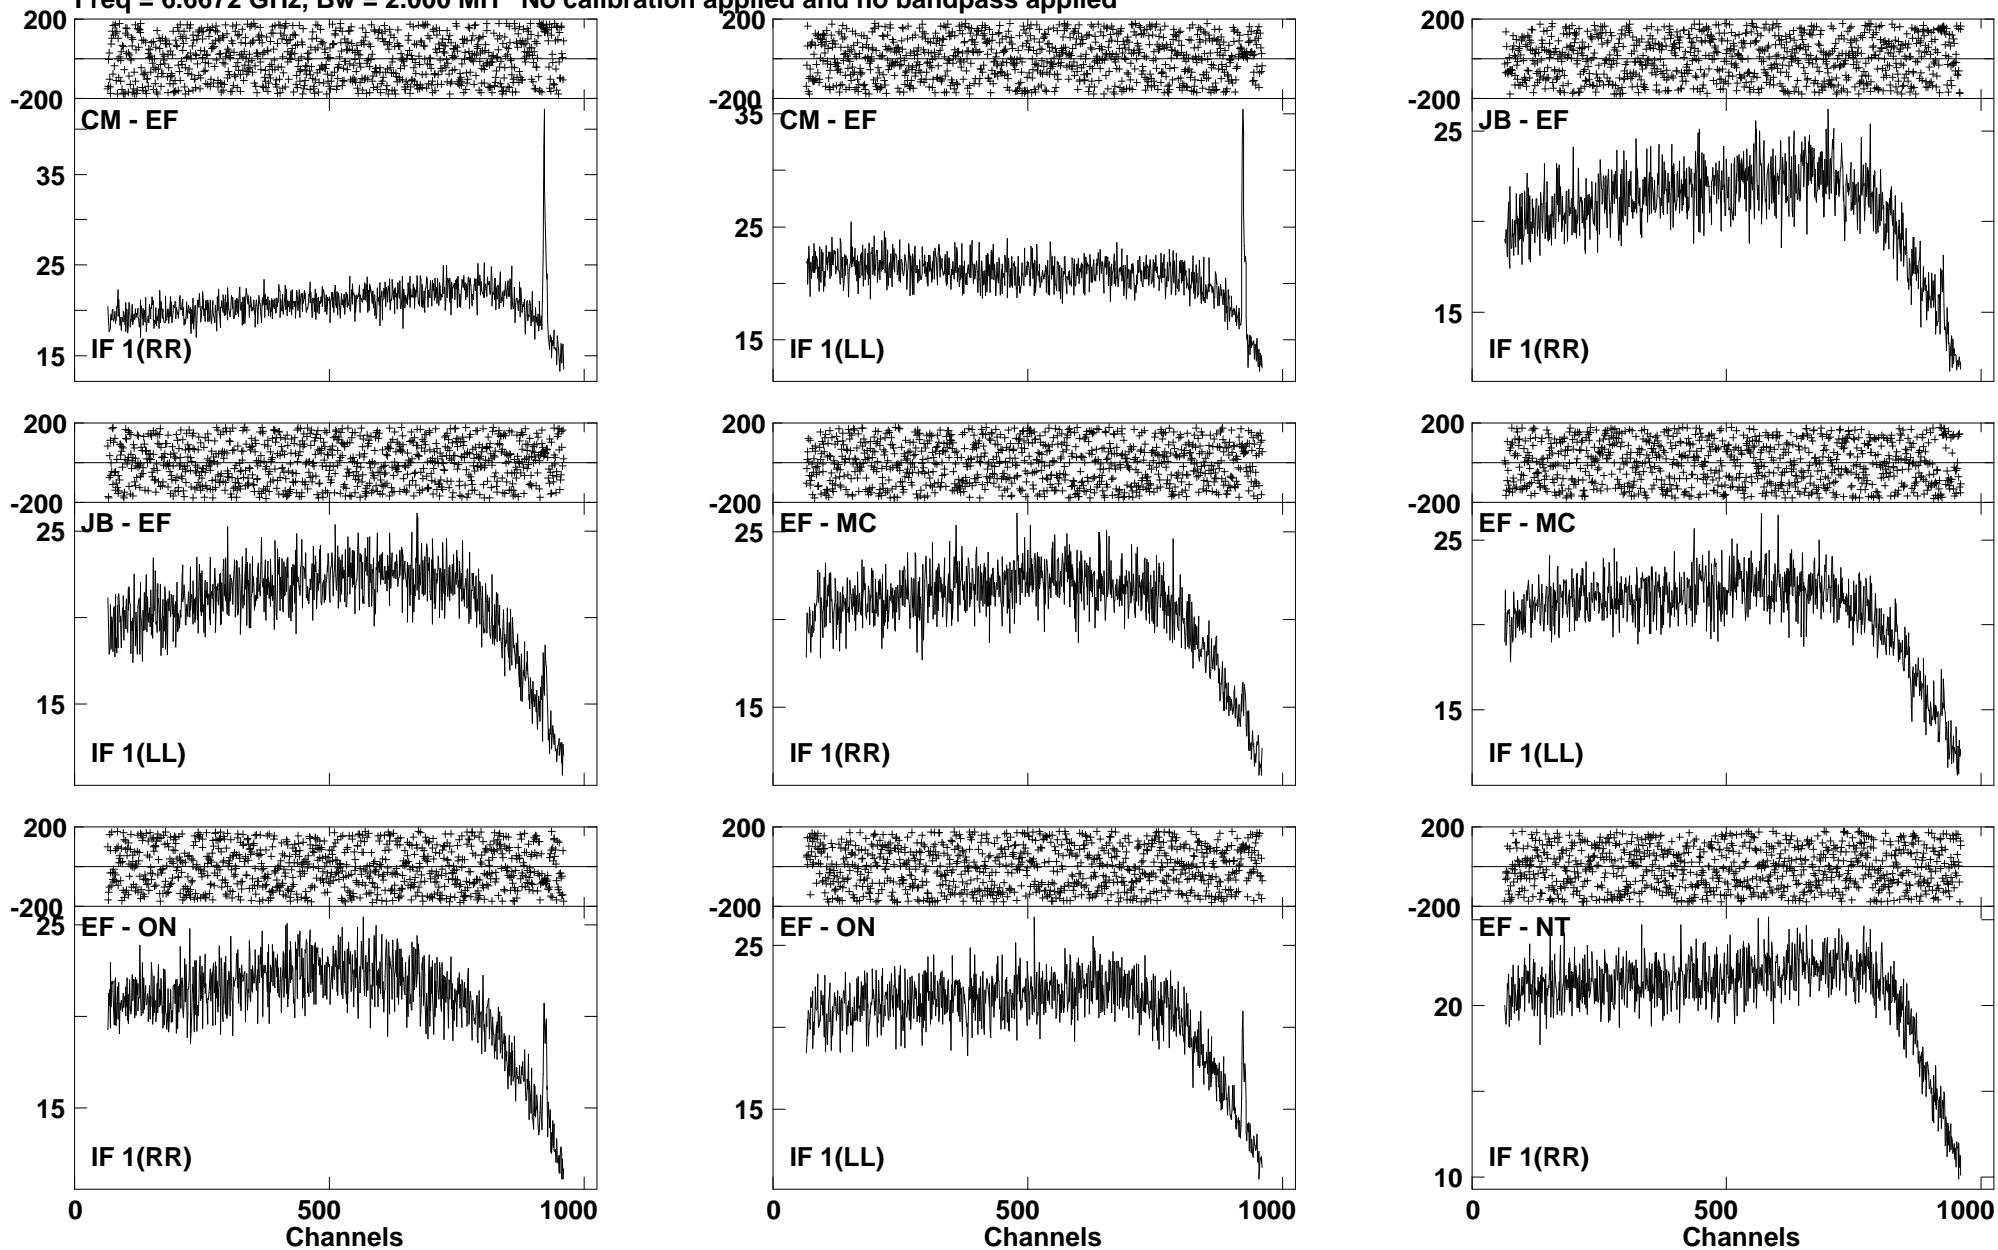 Freq = 6.6672 GHz, Bw = 2.000 MH No calibration applied and no bandpass applied
200
-200
CM - EF
35
25
15
IF 1(RR)
-200
CM - EF
35
25
15
IF 1(LL)
200
-200
JB - EF
25
15
IF 1(RR)
200
-200
JB - EF
25
15
IF 1(LL)
-200
EF - MC
25
15
IF 1(RR)
200
-200
EF - MC
25
15
IF 1(LL)
200
-200
EF - ON
25
15
IF 1(RR)
0 500 1000
Channels
200
-200
EF - ON
25
15
IF 1(LL)
0 500 1000
Channels
200
-200
EF - NT
20
10
IF 1(RR)
0 500 1000
Channels